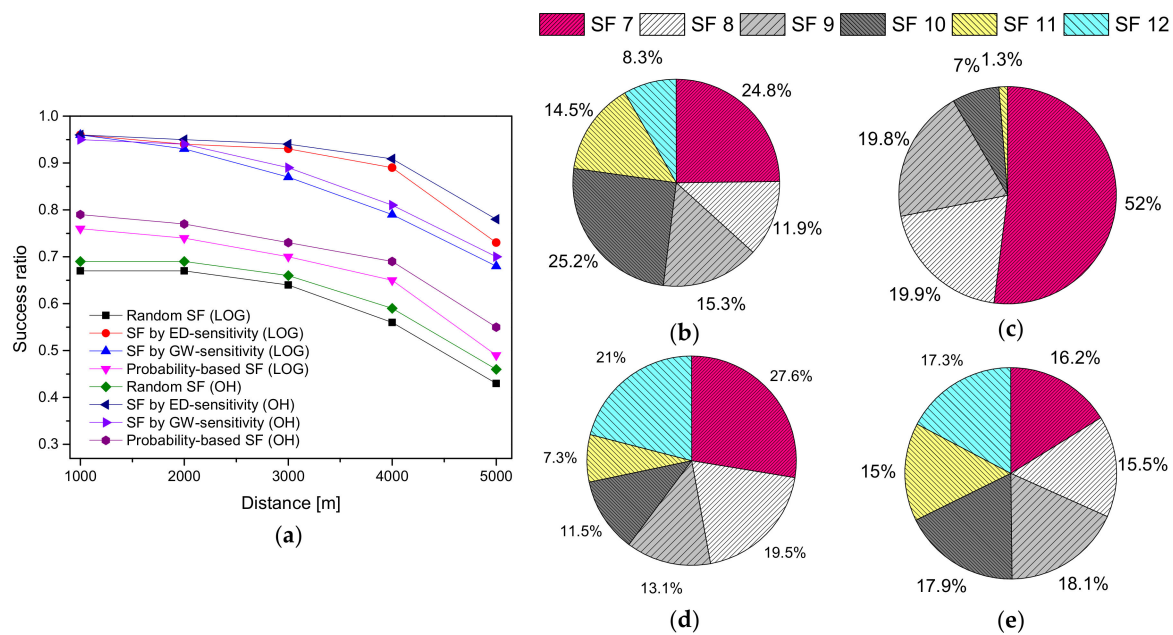 SF 7 SF 8 SF 9 SF 10 SF 11 SF 12
1.0
0.9
0.8
0.7
0.6
0.5
0.4
0.3
Success ratio
Random SF (LOG)
SF by ED-sensitivity (LOG)
SF by GW-sensitivity (LOG)
Probability-based SF (LOG)
Random SF (OH)
SF by ED-sensitivity (OH)
SF by GW-sensitivity (OH)
Probability-based SF (OH)
1000 2000 3000 4000 5000
Distance [m]
(a)
8.3%
24.8%
14.5%
11.9%
25.2%
15.3%
(b)
7% 1.3%
19.8%
52%
19.9%
(c)
21%
27.6%
7.3%
11.5%
19.5%
13.1%
(d)
17.3%
16.2%
15.5%
15%
17.9%
18.1%
(e)